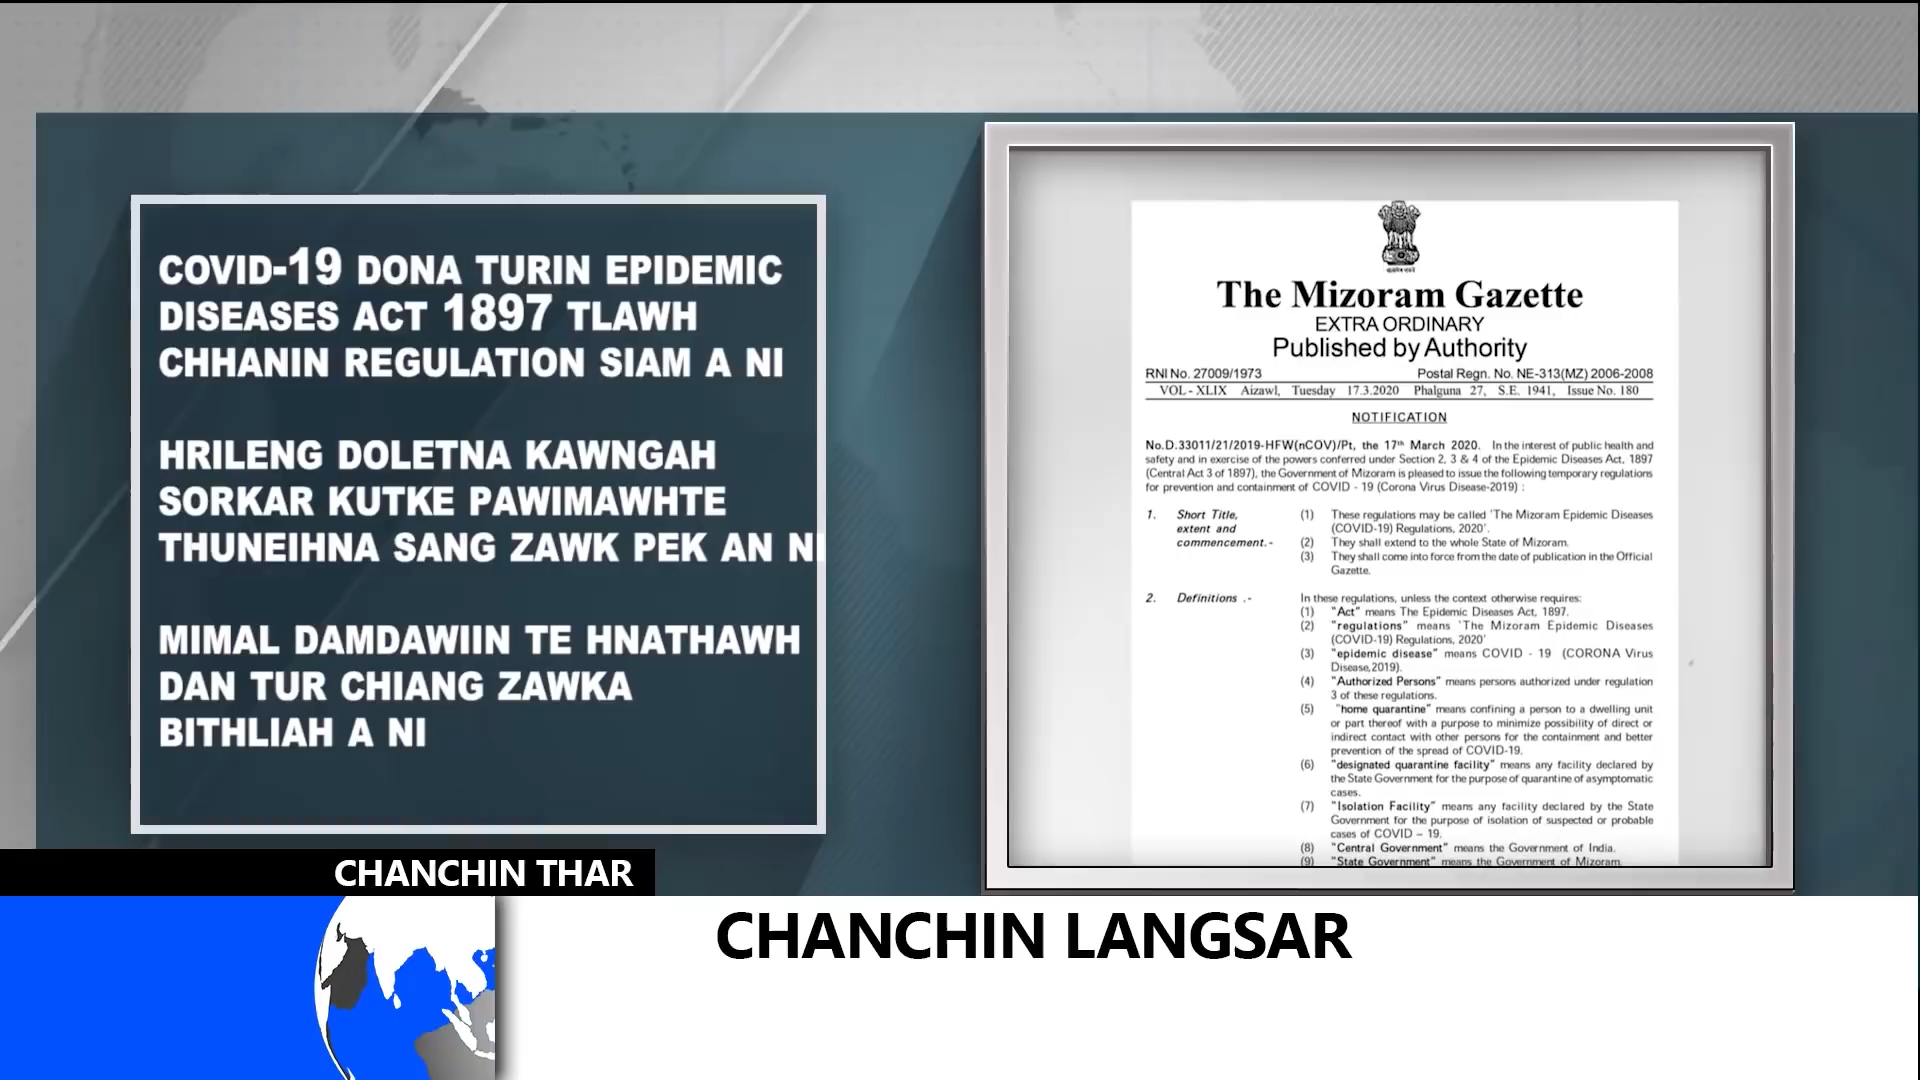 COVID-19 DONA TURIN EPIDEMIC
DISEASES ACT 1897 TLAWH
CHHANIN REGULATION SIAM A NI
HRILENG DOLETNA KAWNGAH
SORKAR KUTKE PAWIMAWHTE
THUNEIHNA SANG ZAWK PEK AN NI
MIMAL DAMDAWIIN TE HNATHAWH
DAN TUR CHIANG ZAWKA
BITHLIAH A NI
The Mizoram Gazette
EXTRA ORDINARY
Published by Authority
RNI No. 27009/1973 Postal Regn. No. NE-313(MZ) 2006-2008
VOL - XLIX Aizawl, Tuesday 17.3.2020 Phalguna 27, S.E. 1941, Issue No. 180
NOTIFICATION
No.D.33011/21/2019-HFW(nCOV)/Pt, the 17th March 2020. In the interest of public health and
safety and in exercise of the powers conferred under Section 2, 3 & 4 of the Epidemic Diseases Act, 1897
(Central Act 3 of 1897), the Government of Mizoram is pleased to issue the following temporary regulations
for prevention and containment of COVID - 19 (Corona Virus Disease-2019) :
1. Short Title, (1) These regulations may be called 'The Mizoram Epidemic Diseases
extent and (COVID-19) Regulations, 2020'.
commencement.- (2) They shall extend to the whole State of Mizoram.
(3) They shall come into force from the date of publication in the Official
Gazette.
2. Definitions .- In these regulations, unless the context otherwise requires:
(1) "Act" means The Epidemic Diseases Act, 1897.
(2) "regulations" means 'The Mizoram Epidemic Diseases
(COVID-19) Regulations, 2020'
(3) "epidemic disease" means COVID - 19 (CORONA Virus
Disease,2019).
(4) "Authorized Persons" means persons authorized under regulation
3 of these regulations.
(5) "home quarantine" means confining a person to a dwelling unit
or part thereof with a purpose to minimize possibility of direct or
indirect contact with other persons for the containment and better
prevention of the spread of COVID-19.
(6) "designated quarantine facility" means any facility declared by
the State Government for the purpose of quarantine of asymptomatic
cases.
(7) "Isolation Facility" means any facility declared by the State
Government for the purpose of isolation of suspected or probable
cases of COVID – 19.
(8) "Central Government" means the Government of India.
(9) "State Government" means the Government of Mizoram.
CHANCHIN THAR
CHANCHIN LANGSAR